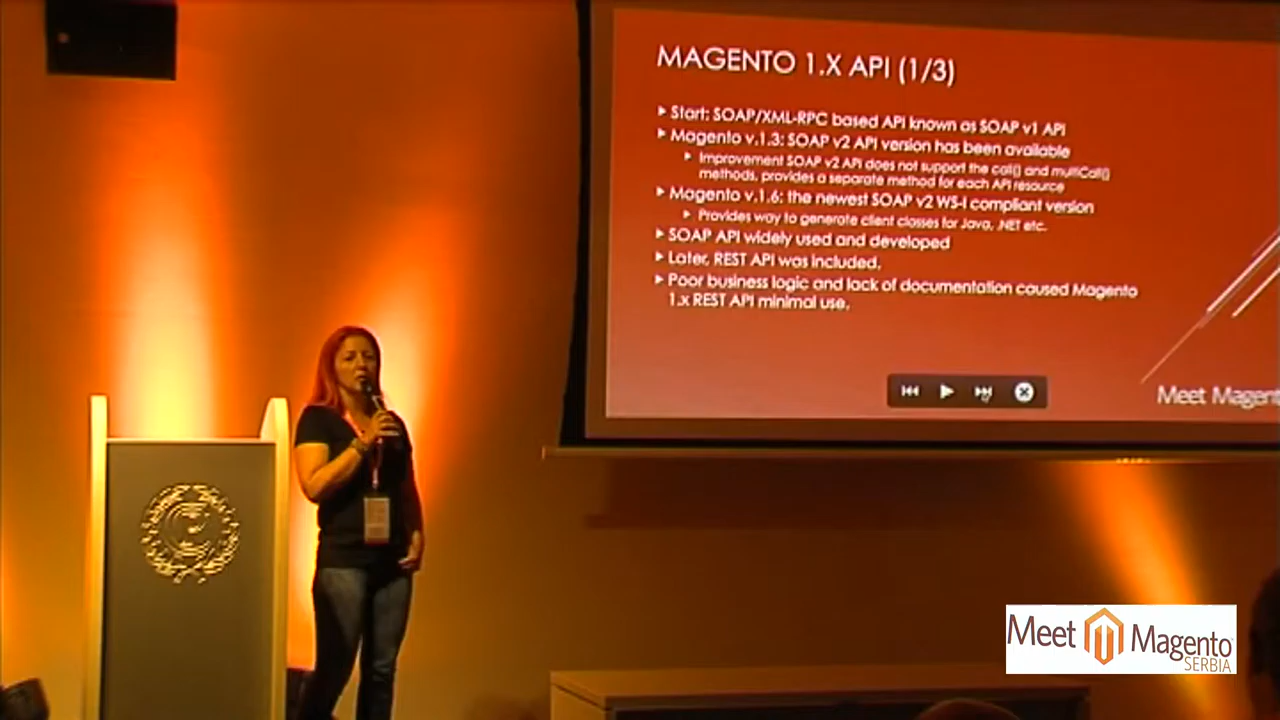 MAGENTO 1.X API (1/3)
Start: SOAP/XML-RPC based API known as SOAP v1 API
Magento v.1.3: SOAP v2 API version has been available
Improvement SOAP v2 API does not support the call() and multiCall()
methods, provides a separate method for each API resource
Magento v.1.6: the newest SOAP v2 WS-I compliant version
Provides way to generate client classes for Java, .NET etc.
SOAP API widely used and developed
Later, REST API was included.
Poor business logic and lack of documentation caused Magento
1.x REST API minimal use.
Meet Magent
Meet Magento
SERBIA